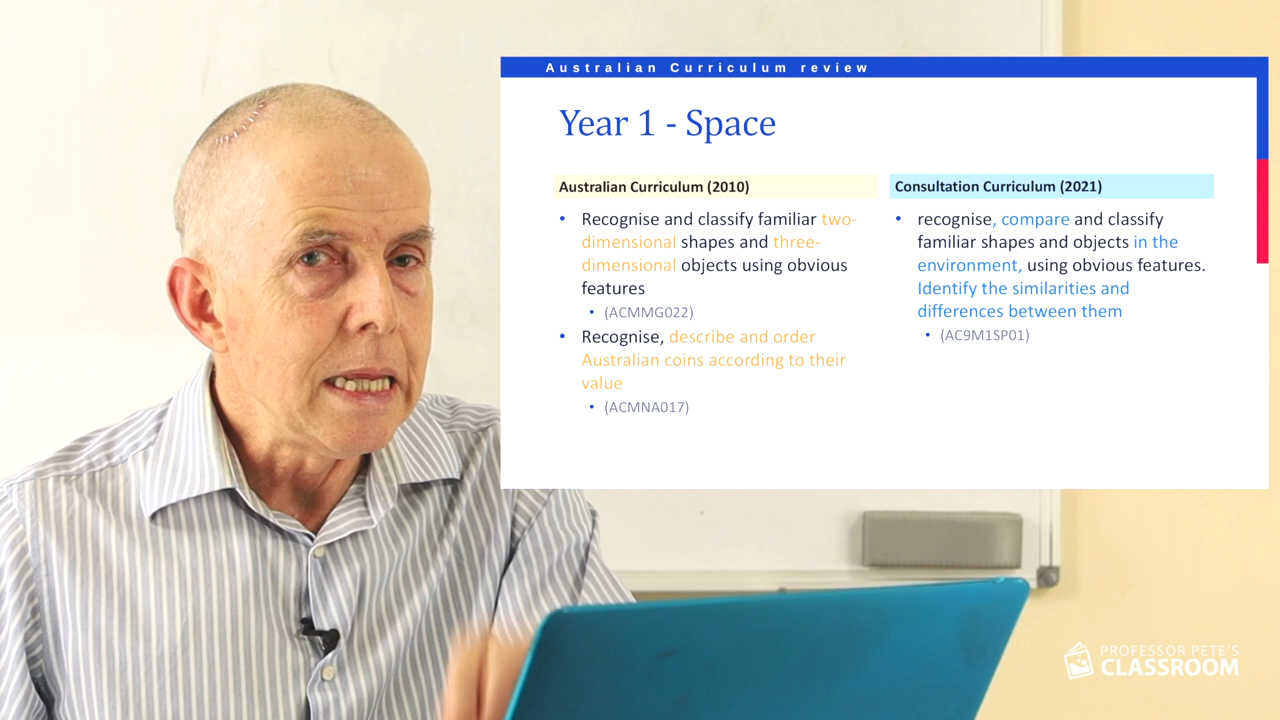 Australian Curriculum review
Year 1 - Space
Australian Curriculum (2010)
• Recognise and classify familiar two-
dimensional shapes and three-
dimensional objects using obvious
features
• (ACMMG022)
• Recognise, describe and order
Australian coins according to their
value
• (ACMNA017)
Consultation Curriculum (2021)
• recognise, compare and classify
familiar shapes and objects in the
environment, using obvious features.
Identify the similarities and
differences between them
• (AC9M1SP01)
PROFESSOR PETE'S
CLASSROOM